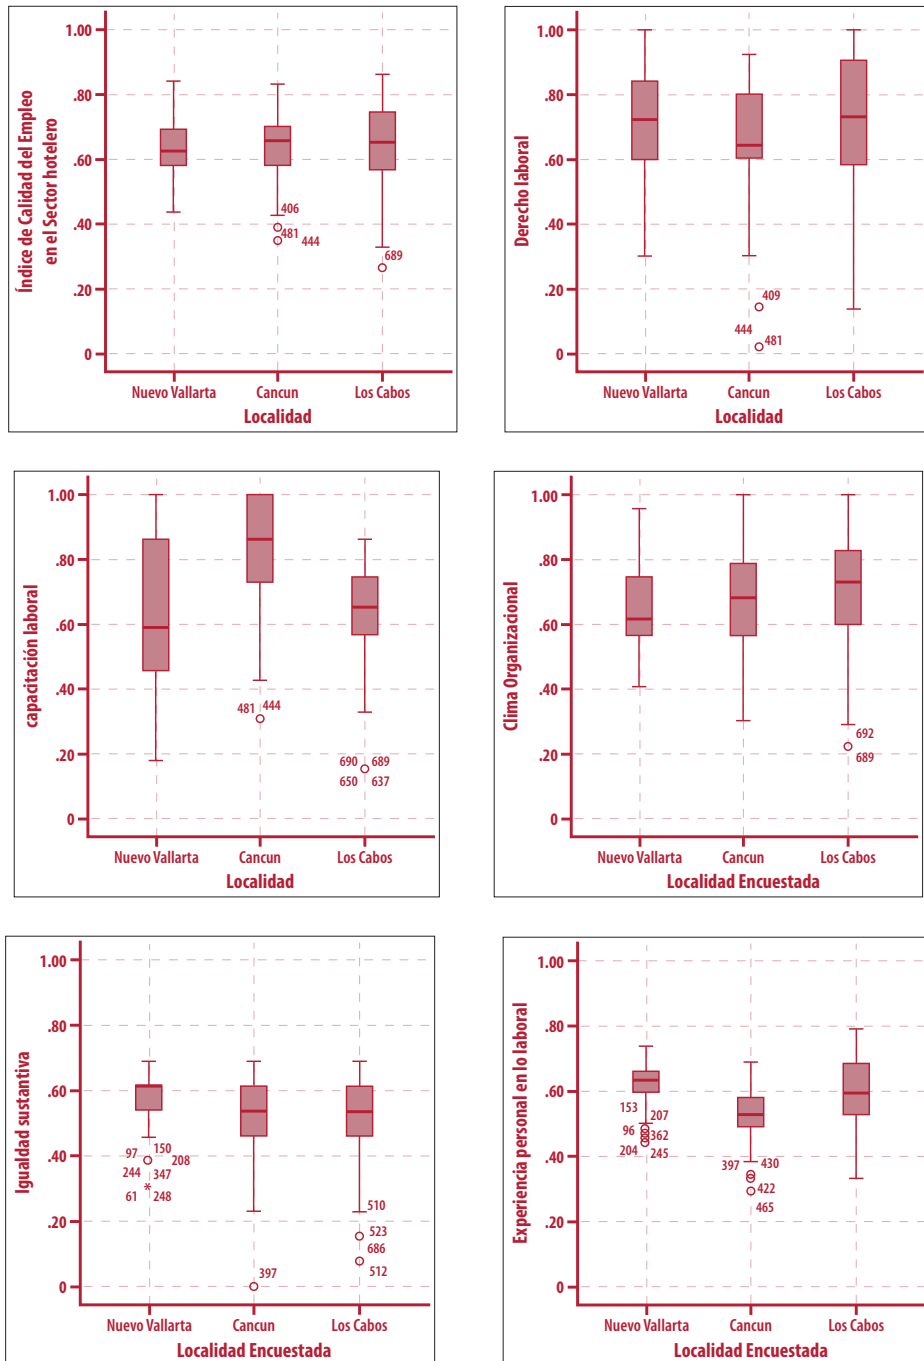 Índice de Calidad del Empleo
en el Sector hotelero
1.00
.80
.60
.40
.20
0
406
481
444
689
Nuevo Vallarta
Cancun
Los Cabos
Localidad
Derecho laboral
1.00
.80
.60
.40
.20
0
409
444
481
Nuevo Vallarta
Cancun
Los Cabos
Localidad
capacitación laboral
1.00
.80
.60
.40
.20
0
481 444
690 689
650 637
Nuevo Vallarta
Cancun
Los Cabos
Localidad
Clima Organizacional
1.00
.80
.60
.40
.20
0
692
689
Nuevo Vallarta
Cancun
Los Cabos
Localidad Encuestada
Igualdad sustantiva
1.00
.80
.60
.40
.20
0
150
97 208
244 347
* 
61 248
397
510
523
686
512
Nuevo Vallarta
Cancun
Los Cabos
Localidad Encuestada
Experiencia personal en lo laboral
1.00
.80
.60
.40
.20
0
153 207
96 362
204 245
397 430
422
465
Nuevo Vallarta
Cancun
Los Cabos
Localidad Encuestada